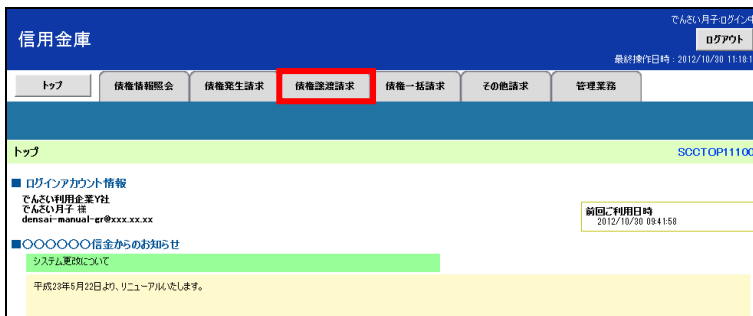 でんさい月子:ログイン中
信用金庫
ログアウト
最終操作日時：2012/10/30 11:18:1
トップ 債権情報照会 債権発生請求 債権譲渡請求 債権一括請求 その他請求 管理業務
トップ SCCTOP11100
■ ログインアカウント情報
でんさい利用企業Y社
でんさい月子 様
densai-manual-er@xxx.xx.xx
前回ご利用日時
2012/10/30 09:41:58
■〇〇〇〇〇〇信金からのお知らせ
システム更改について
平成23年5月22日より、リニューアルいたします。